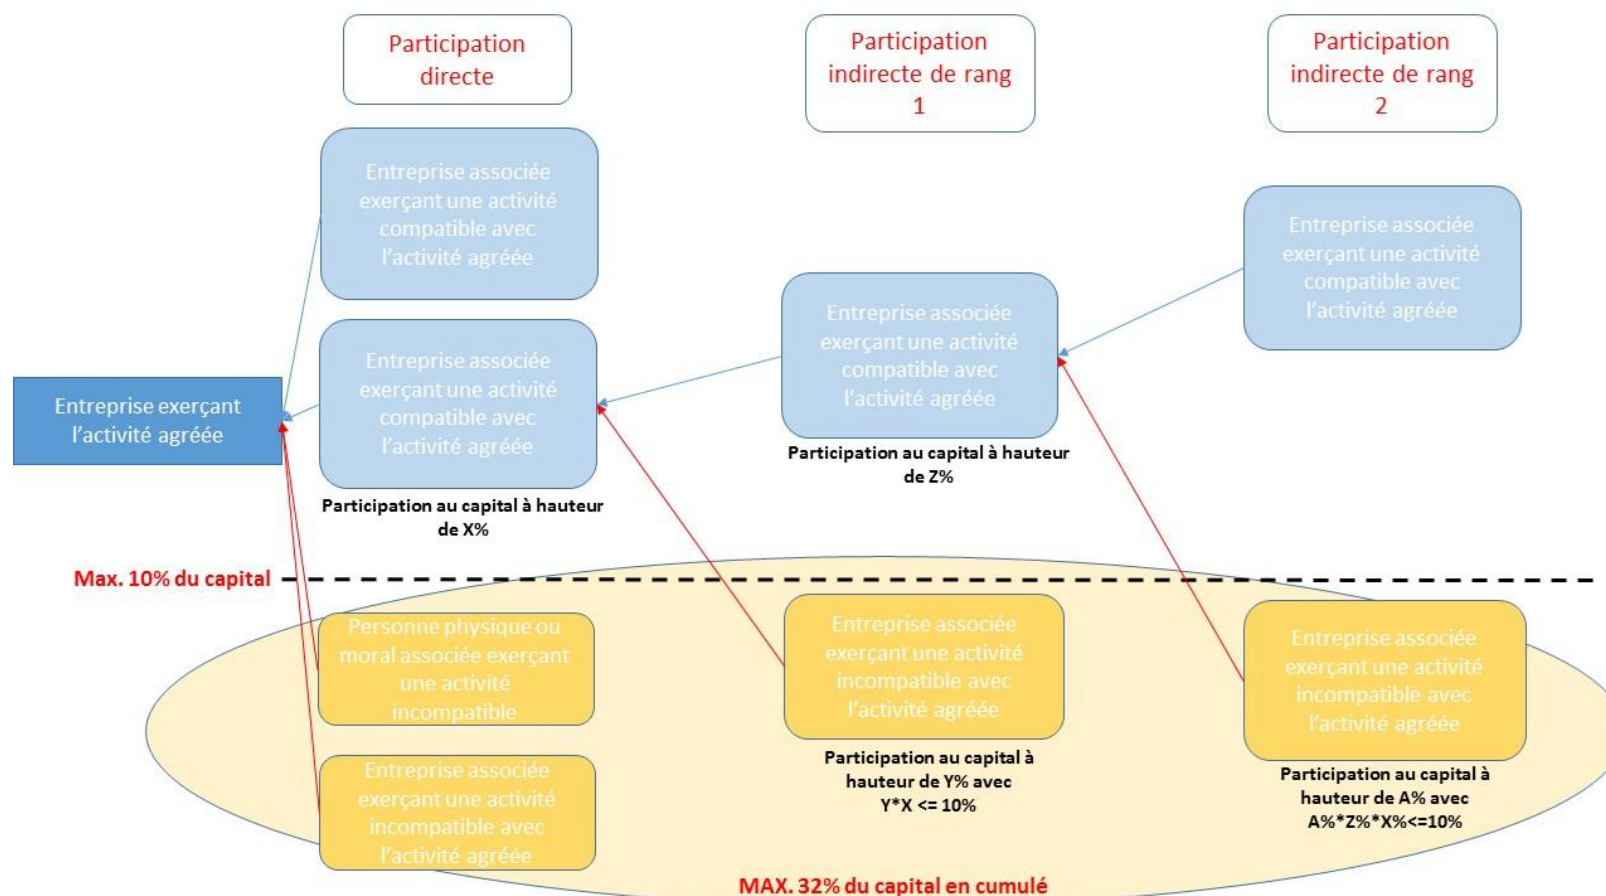 Participation
directe
Participation
indirecte de rang
1
Participation
indirecte de rang
2
Entreprise associée
exerçant une activité
compatible avec
l'activité agréée
Entreprise associée
exerçant une activité
compatible avec
l'activité agréée
Entreprise exerçant
l'activité agréée
Entreprise associée
exerçant une activité
compatible avec
l'activité agréée
Participation au capital à hauteur
de X%
Entreprise associée
exerçant une activité
compatible avec
l'activité agréée
Participation au capital à hauteur
de Z%
Max. 10% du capital
Personne physique ou
moral associée exerçant
une activité
incompatible
Entreprise associée
exerçant une activité
incompatible avec
l'activité agréée
Participation au capital à
hauteur de Y% avec
Y*X <= 10%
Entreprise associée
exerçant une activité
incompatible avec
l'activité agréée
Participation au capital à
hauteur de A% avec
A%*Z%*X%<=10%
Entreprise associée
exerçant une activité
incompatible avec
l'activité agréée
MAX. 32% du capital en cumulé